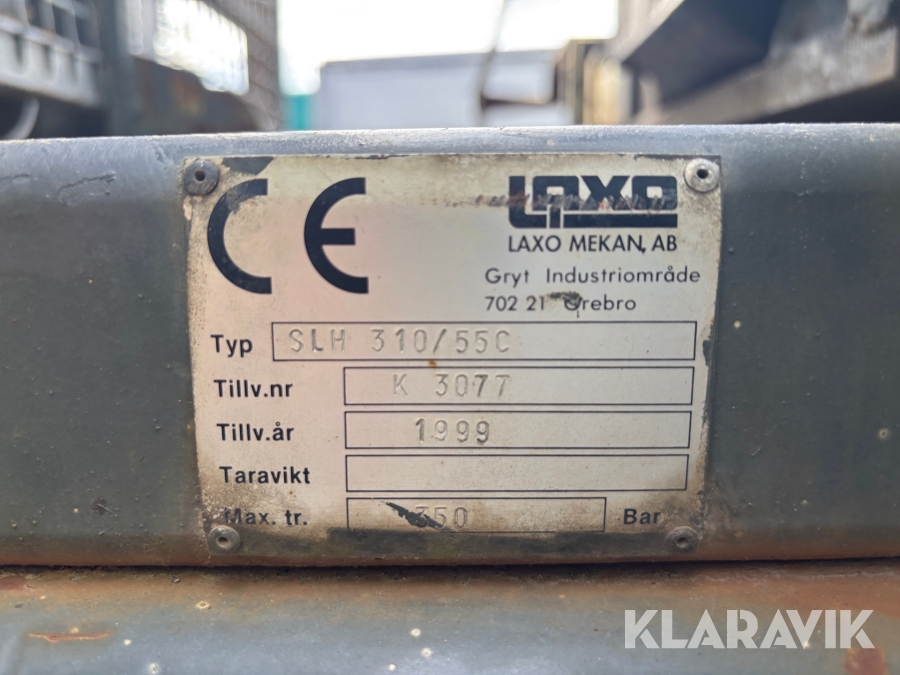 CE
LAXO
LAXO MEKAN, AB
Gryt Industriområde
702 21 Örebro
Typ SLH 310/55C
Tillv.nr K 3077
Tillv.år 1999
Taravikt
Max. tr. 350 Bar
KLARAVIK